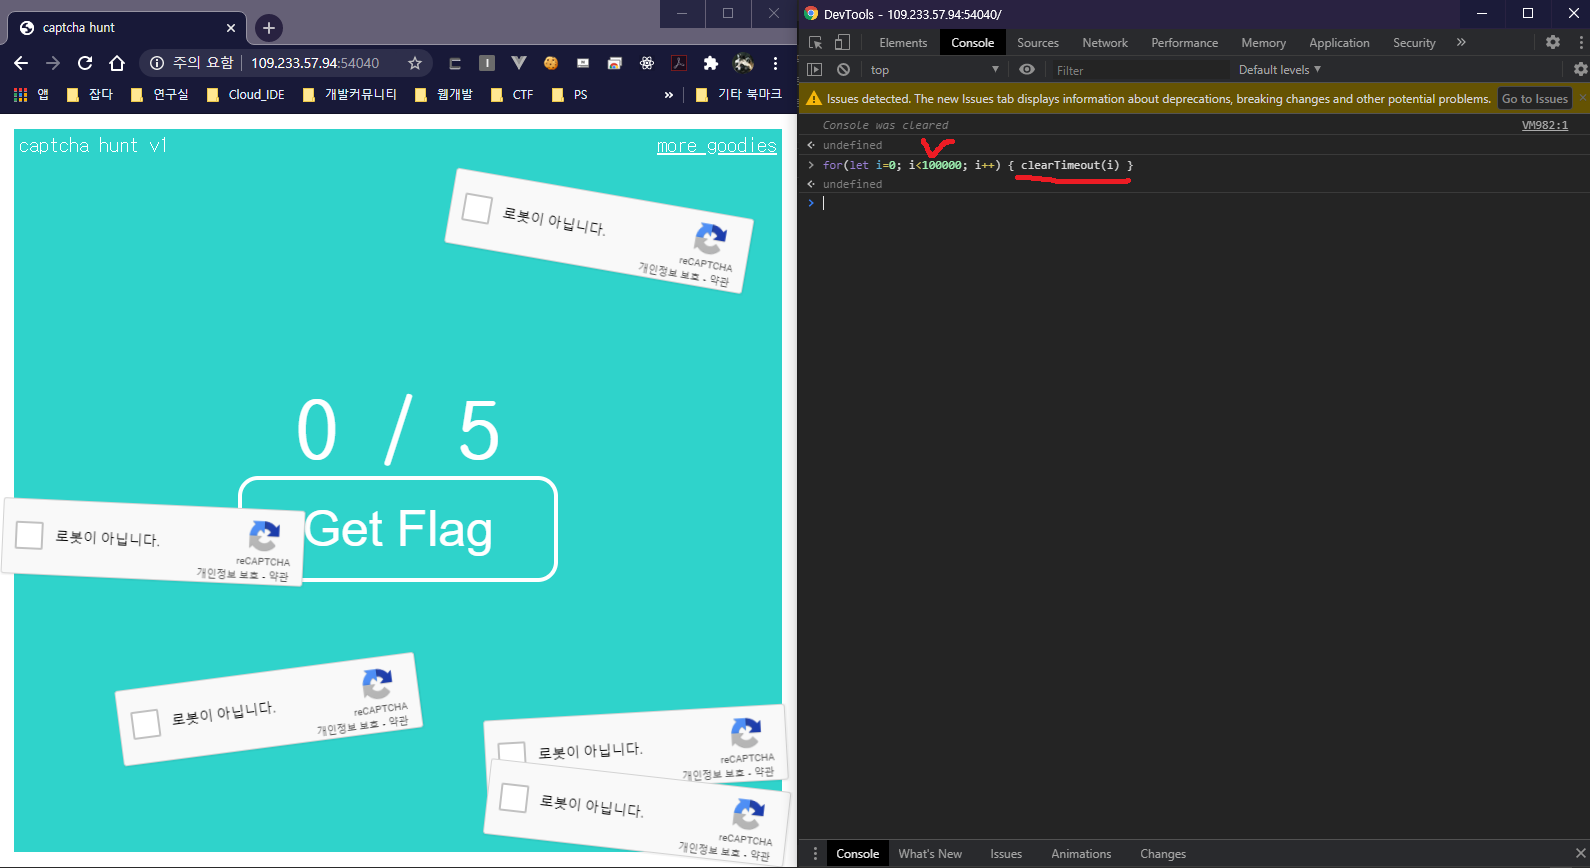 captcha hunt
주의 요함 109.233.57.94:54040
앱 잡다 연구실 Cloud_IDE 개발커뮤니티 웹개발 CTF PS » 기타 북마크
captcha hunt v1
more goodies
로봇이 아닙니다.
reCAPTCHA
개인정보 보호 - 약관
0 / 5
Get Flag
로봇이 아닙니다.
reCAPTCHA
개인정보 보호 - 약관
로봇이 아닙니다.
reCAPTCHA
개인정보 보호 - 약관
로봇이 아닙니다.
reCAPTCHA
개인정보 보호 - 약관
로봇이 아닙니다.
reCAPTCHA
개인정보 보호 - 약관
DevTools - 109.233.57.94:54040/
Elements Console Sources Network Performance Memory Application Security »
top Filter Default levels
Issues detected. The new Issues tab displays information about deprecations, breaking changes and other potential problems. Go to Issues
Console was cleared VM982:1
undefined
for(let i=0; i<100000; i++) { clearTimeout(i) }
undefined
Console What's New Issues Animations Changes